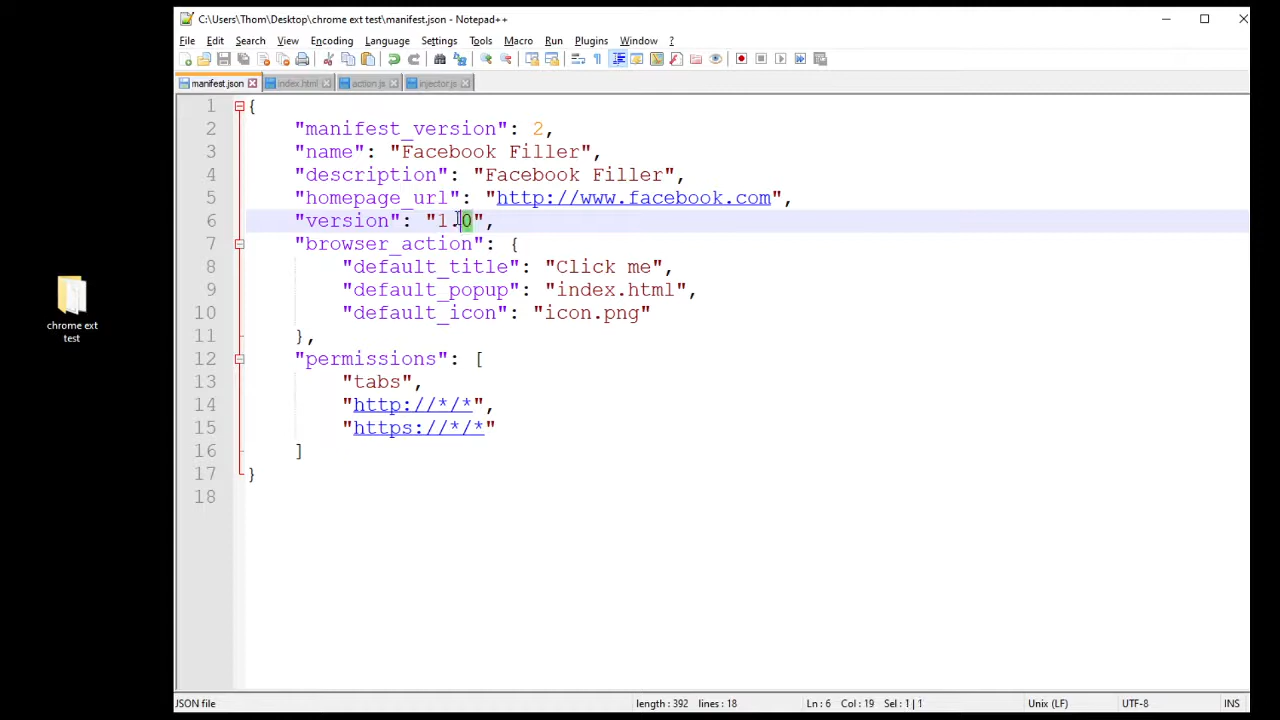 C:\Users\Thom\Desktop\chrome ext test\manifest.json - Notepad++
File Edit Search View Encoding Language Settings Tools Macro Run Plugins Window ?
manifest.json index.html action.js injector.js
1 {
2 "manifest_version": 2,
3 "name": "Facebook Filler",
4 "description": "Facebook Filler",
5 "homepage_url": "http://www.facebook.com",
6 "version": "1.0",
7 "browser_action": {
8 "default_title": "Click me",
9 "default_popup": "index.html",
10 "default_icon": "icon.png"
11 },
12 "permissions": [
13 "tabs",
14 "http://*/*",
15 "https://*/*"
16 ]
17 }
18
chrome ext
test
JSON file length : 392 lines : 18 Ln : 6 Col : 19 Sel : 1 | 1 Unix (LF) UTF-8 INS